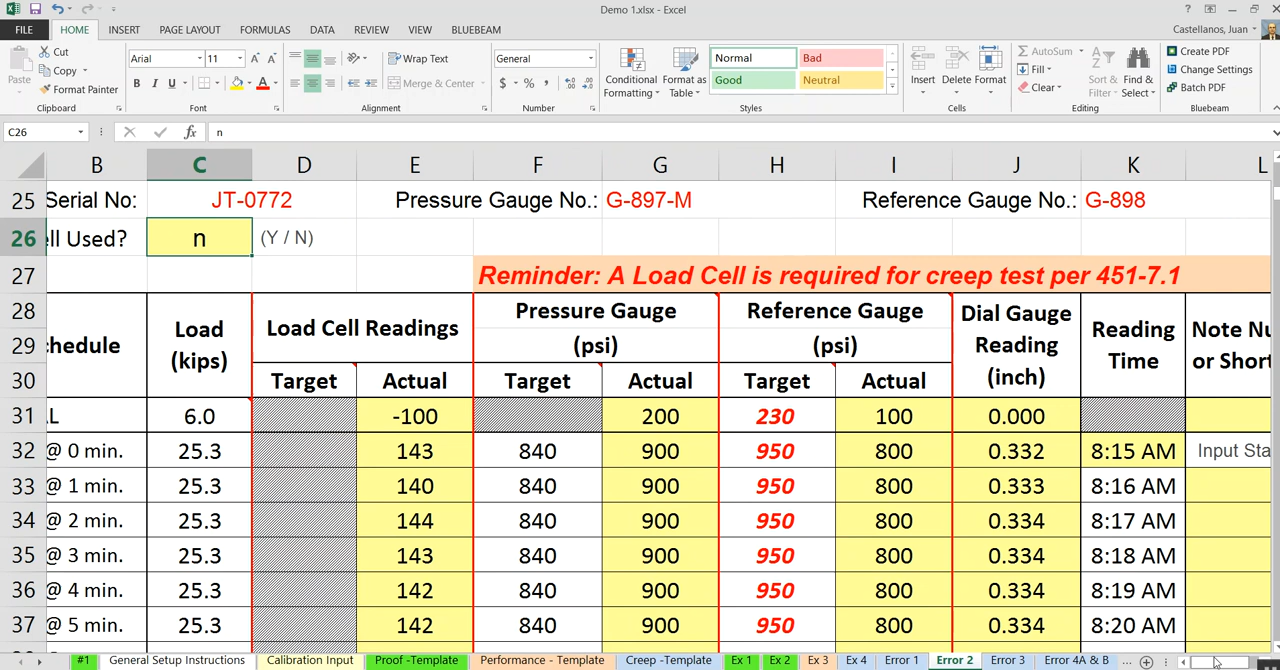 Demo 1.xlsx - Excel
FILE HOME INSERT PAGE LAYOUT FORMULAS DATA REVIEW VIEW BLUEBEAM Castellanos, Juan
Paste Cut Copy Format Painter Clipboard
Arial 11 B I U A Font
Wrap Text Merge & Center Alignment
General $ % , Number
Conditional Formatting Format as Table Normal Bad Good Neutral Styles
Insert Delete Format Cells
AutoSum Fill Clear Sort & Filter Find & Select Editing
Create PDF Change Settings Batch PDF Bluebeam
C26 fx n
B C D E F G H I J K L
25 Serial No: JT-0772 Pressure Gauge No.: G-897-M Reference Gauge No.: G-898
26 ell Used? n (Y / N)
27 Reminder: A Load Cell is required for creep test per 451-7.1
28 Pressure Gauge Reference Gauge Dial Gauge
29 hedule Load (kips) Load Cell Readings (psi) (psi) Reading Reading Time Note Nu or Short
30 Target Actual Target Actual Target Actual (inch)
31 L 6.0 -100 200 230 100 0.000
32 @ 0 min. 25.3 143 840 900 950 800 0.332 8:15 AM Input Sta
33 @ 1 min. 25.3 140 840 900 950 800 0.333 8:16 AM
34 @ 2 min. 25.3 144 840 900 950 800 0.334 8:17 AM
35 @ 3 min. 25.3 143 840 900 950 800 0.334 8:18 AM
36 @ 4 min. 25.3 142 840 900 950 800 0.334 8:19 AM
37 @ 5 min. 25.3 142 840 900 950 800 0.334 8:20 AM
#1 General Setup Instructions Calibration Input Proof -Template Performance - Template Creep -Template Ex 1 Ex 2 Ex 3 Ex 4 Error 1 Error 2 Error 3 Error 4A & B ...